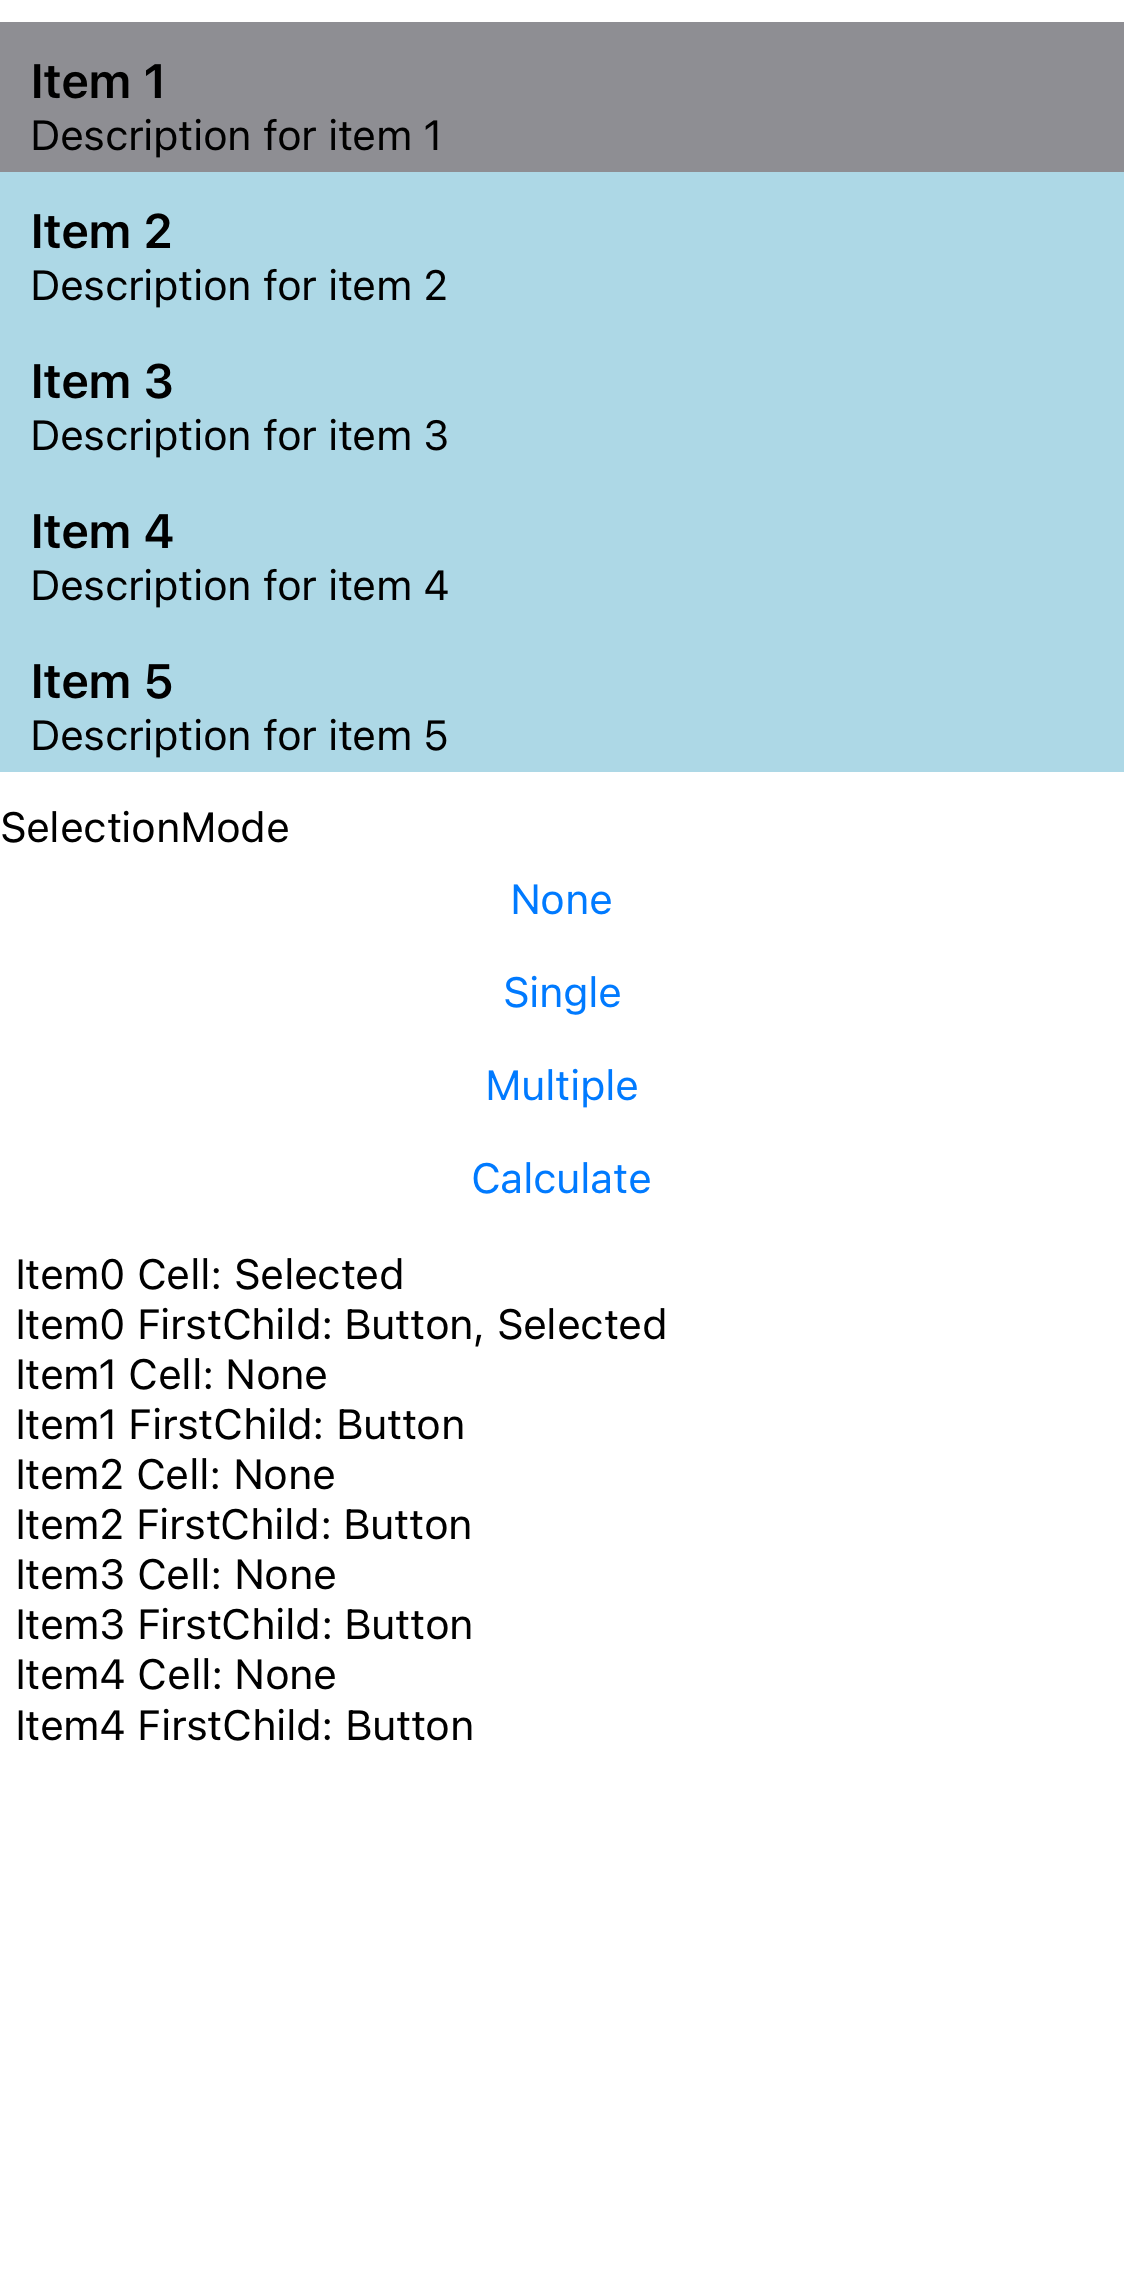 Item 1
Description for item 1
Item 2
Description for item 2
Item 3
Description for item 3
Item 4
Description for item 4
Item 5
Description for item 5
SelectionMode
None
Single
Multiple
Calculate
Item0 Cell: Selected
Item0 FirstChild: Button, Selected
Item1 Cell: None
Item1 FirstChild: Button
Item2 Cell: None
Item2 FirstChild: Button
Item3 Cell: None
Item3 FirstChild: Button
Item4 Cell: None
Item4 FirstChild: Button